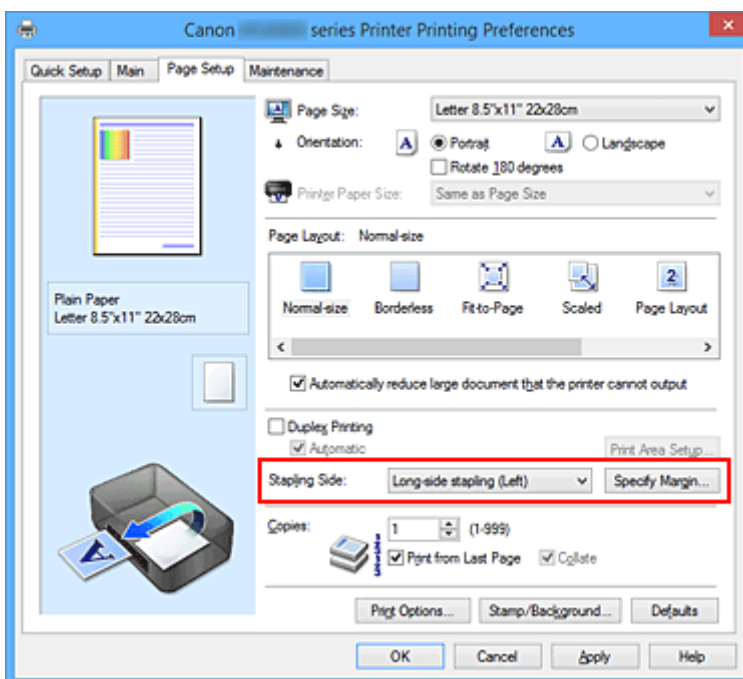 Canon series Printer Printing Preferences
Quick Setup Main Page Setup Maintenance
Page Size: Letter 8.5"x11" 22x28cm
Orientation: A Portrait A Landscape
Rotate 180 degrees
Printer Paper Size: Same as Page Size
Page Layout: Normal-size
2
Normal-size Borderless Fit-to-Page Scaled Page Layout
Plain Paper
Letter 8.5"x11" 22x28cm
Automatically reduce large document that the printer cannot output
Duplex Printing
Automatic Print Area Setup...
Stapling Side: Long-side stapling (Left) Specify Margin...
Copies: 1 (1-999)
Print from Last Page Collate
A
Print Options... Stamp/Background... Defaults
OK Cancel Apply Help